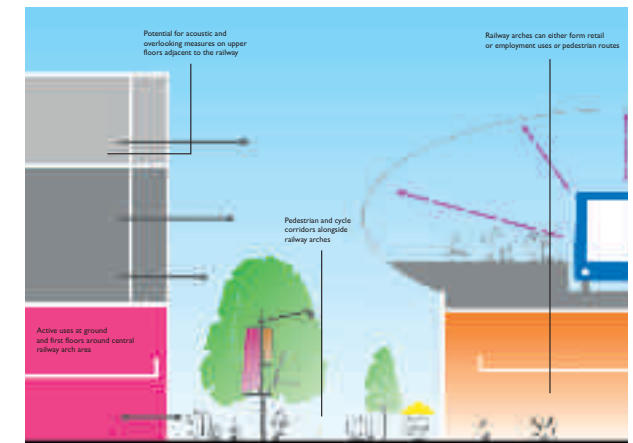 Potential for acoustic and
overlooking measures on upper
floors adjacent to the railway
Railway arches can either form retail
or employment uses or pedestrian routes
Pedestrian and cycle
corridors alongside
railway arches
Active uses at ground
and first floors around central
railway arch area